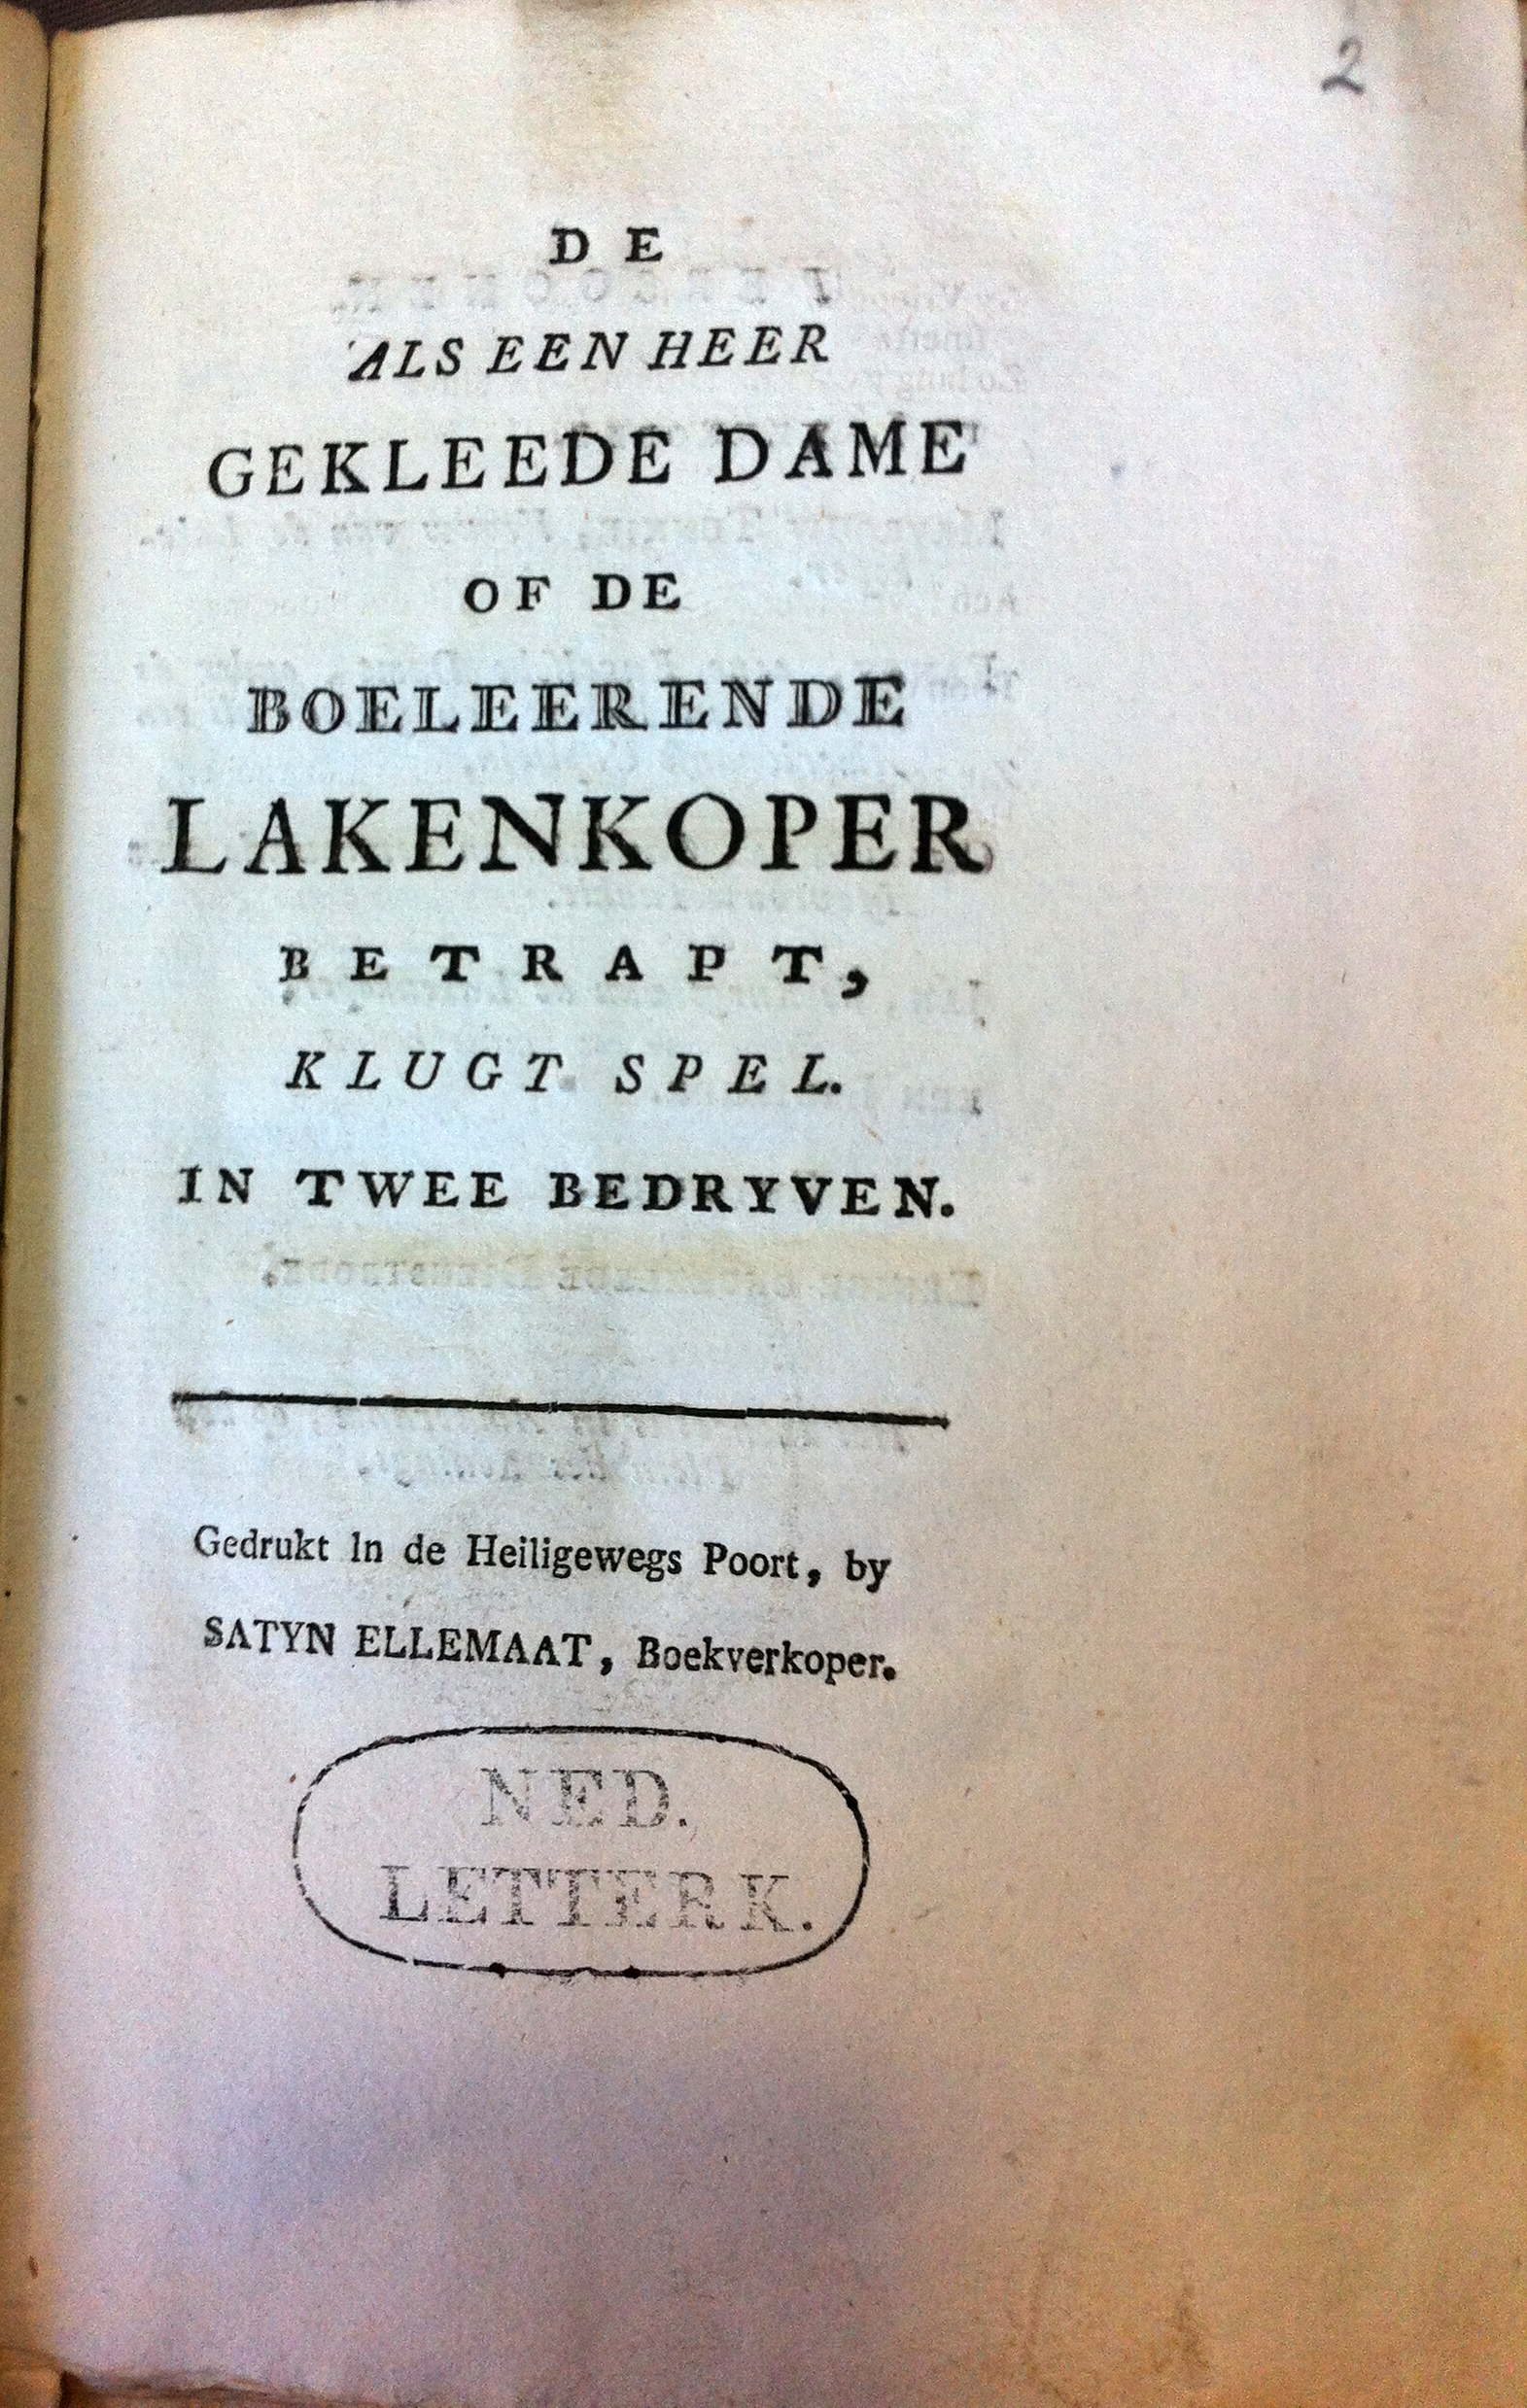 2
DE
ALS EEN HEER
GEKLEEDE DAME
OF DE
BOELEERENDE
LAKENKOPER
BETRAPT,
KLUGT SPEL.
IN TWEE BEDRYVEN.
Gedrukt in de Heiligewegs Poort, by
SATYN ELLEMAAT, Boekverkoper.
NED.
LETTERK.